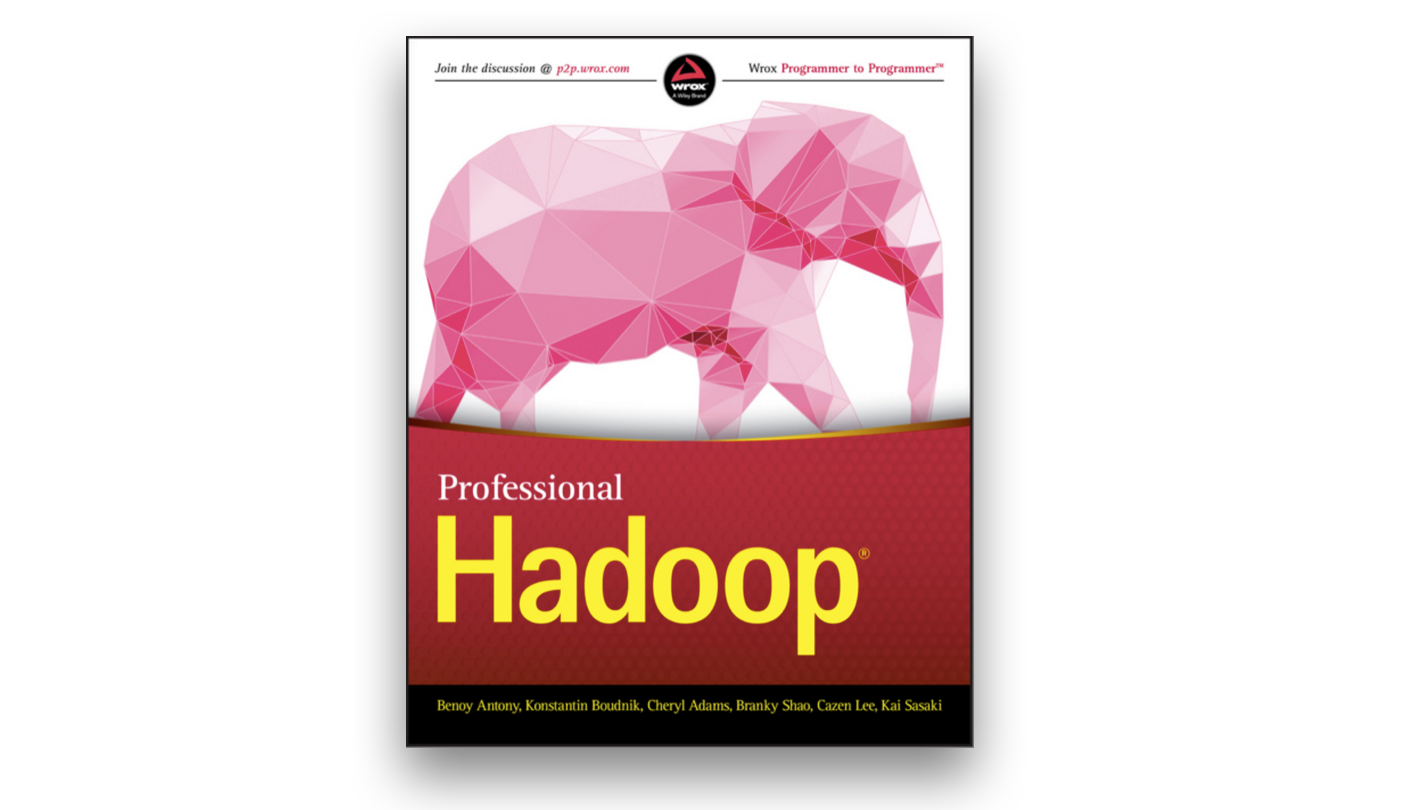 Join the discussion @ p2p.wrox.com
wrox™
A Wiley Brand
Wrox Programmer to Programmer™
Professional
Hadoop®
Benoy Antony, Konstantin Boudnik, Cheryl Adams, Branky Shao, Cazen Lee, Kai Sasaki